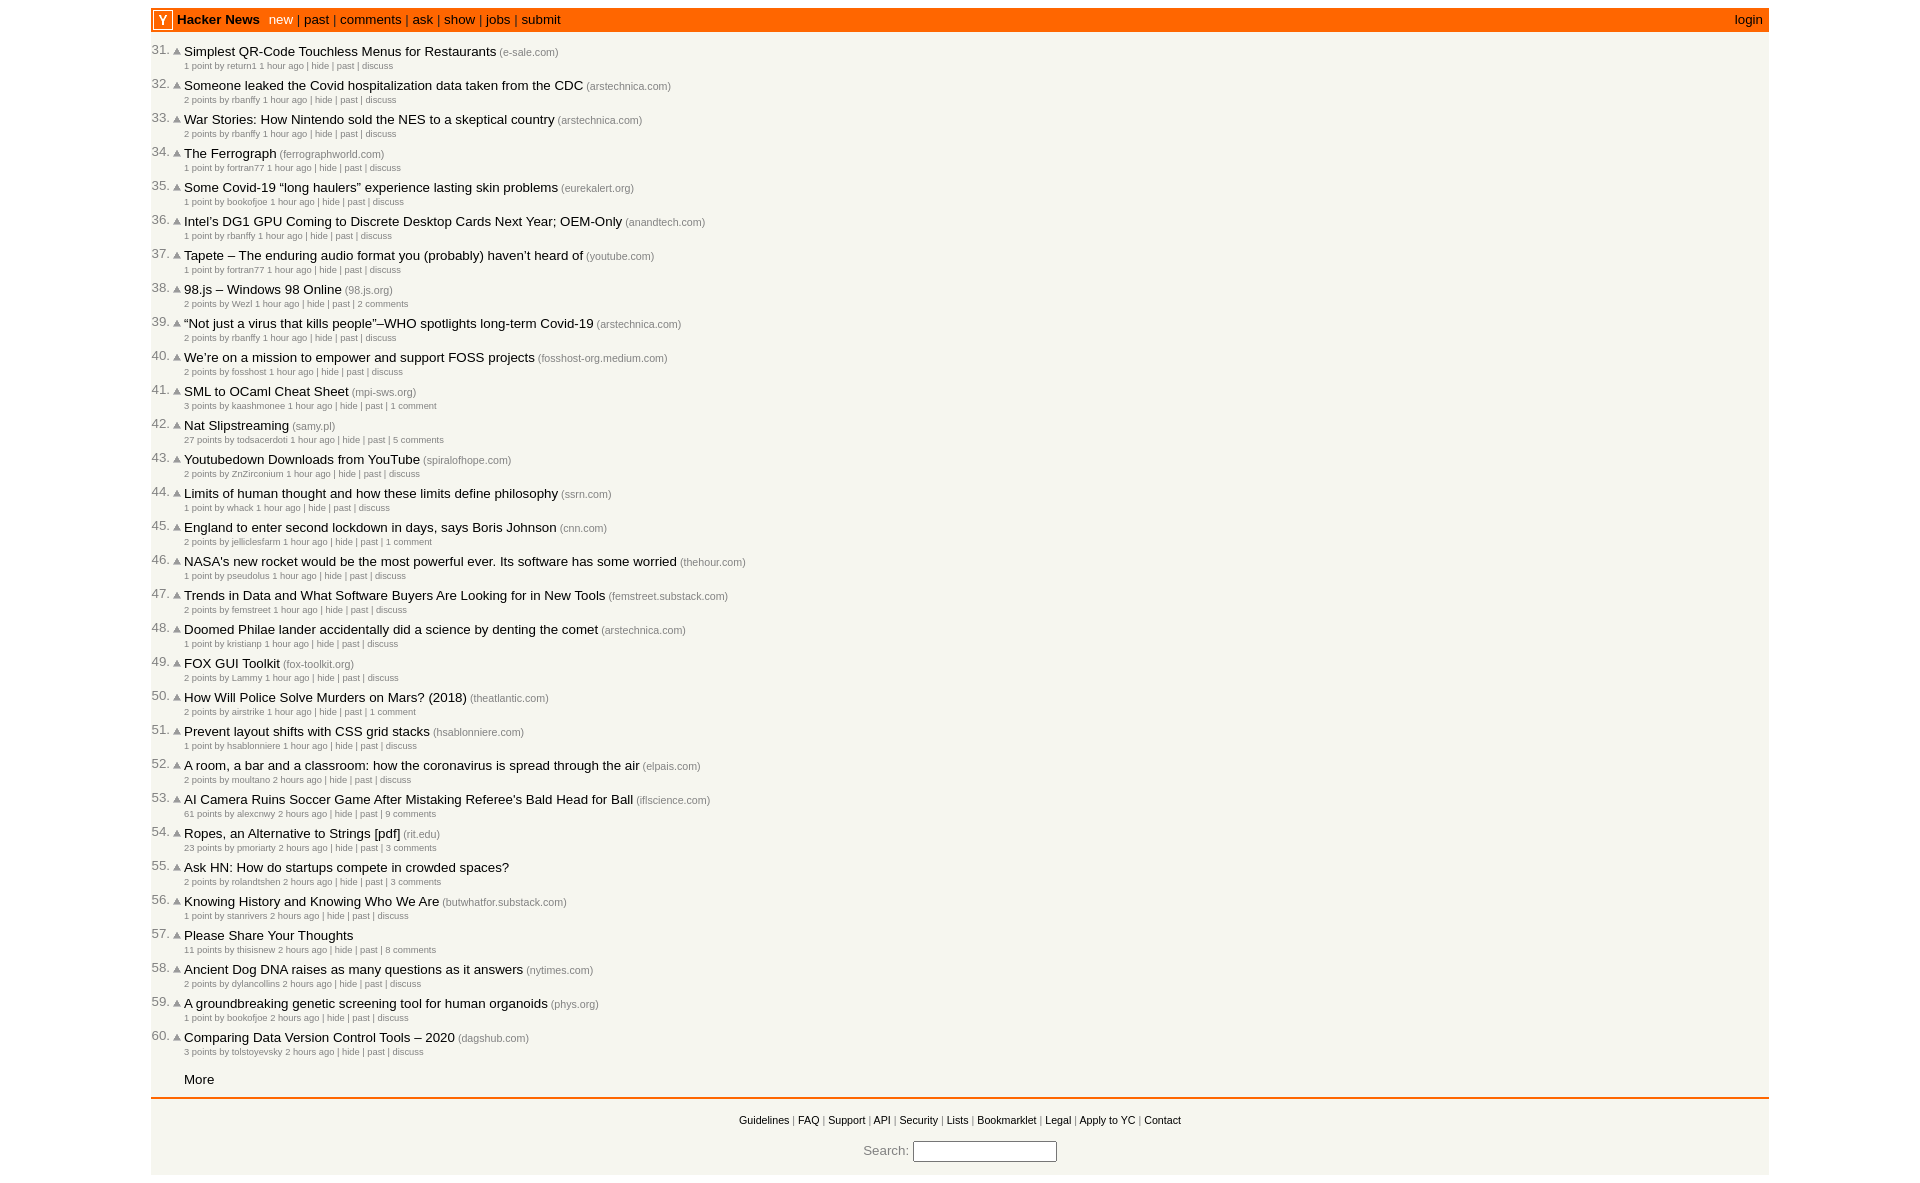 Y Hacker News new | past | comments | ask | show | jobs | submit login
31. Simplest QR-Code Touchless Menus for Restaurants (e-sale.com)
1 point by return1 1 hour ago | hide | past | discuss
32. Someone leaked the Covid hospitalization data taken from the CDC (arstechnica.com)
2 points by rbanffy 1 hour ago | hide | past | discuss
33. War Stories: How Nintendo sold the NES to a skeptical country (arstechnica.com)
2 points by rbanffy 1 hour ago | hide | past | discuss
34. The Ferrograph (ferrographworld.com)
1 point by fortran77 1 hour ago | hide | past | discuss
35. Some Covid-19 “long haulers” experience lasting skin problems (eurekalert.org)
1 point by bookofjoe 1 hour ago | hide | past | discuss
36. Intel’s DG1 GPU Coming to Discrete Desktop Cards Next Year; OEM-Only (anandtech.com)
1 point by rbanffy 1 hour ago | hide | past | discuss
37. Tapete – The enduring audio format you (probably) haven’t heard of (youtube.com)
1 point by fortran77 1 hour ago | hide | past | discuss
38. 98.js – Windows 98 Online (98.js.org)
2 points by Wezl 1 hour ago | hide | past | 2 comments
39. “Not just a virus that kills people”–WHO spotlights long-term Covid-19 (arstechnica.com)
2 points by rbanffy 1 hour ago | hide | past | discuss
40. We’re on a mission to empower and support FOSS projects (fosshost-org.medium.com)
2 points by fosshost 1 hour ago | hide | past | discuss
41. SML to OCaml Cheat Sheet (mpi-sws.org)
3 points by kaashmonee 1 hour ago | hide | past | 1 comment
42. Nat Slipstreaming (samy.pl)
27 points by todsacerdoti 1 hour ago | hide | past | 5 comments
43. Youtubedown Downloads from YouTube (spiralofhope.com)
2 points by ZnZirconium 1 hour ago | hide | past | discuss
44. Limits of human thought and how these limits define philosophy (ssrn.com)
1 point by whack 1 hour ago | hide | past | discuss
45. England to enter second lockdown in days, says Boris Johnson (cnn.com)
2 points by jelliclesfarm 1 hour ago | hide | past | 1 comment
46. NASA's new rocket would be the most powerful ever. Its software has some worried (thehour.com)
1 point by pseudolus 1 hour ago | hide | past | discuss
47. Trends in Data and What Software Buyers Are Looking for in New Tools (femstreet.substack.com)
2 points by femstreet 1 hour ago | hide | past | discuss
48. Doomed Philae lander accidentally did a science by denting the comet (arstechnica.com)
1 point by kristianp 1 hour ago | hide | past | discuss
49. FOX GUI Toolkit (fox-toolkit.org)
2 points by Lammy 1 hour ago | hide | past | discuss
50. How Will Police Solve Murders on Mars? (2018) (theatlantic.com)
2 points by airstrike 1 hour ago | hide | past | 1 comment
51. Prevent layout shifts with CSS grid stacks (hsablonniere.com)
1 point by hsablonniere 1 hour ago | hide | past | discuss
52. A room, a bar and a classroom: how the coronavirus is spread through the air (elpais.com)
2 points by moultano 2 hours ago | hide | past | discuss
53. AI Camera Ruins Soccer Game After Mistaking Referee's Bald Head for Ball (iflscience.com)
61 points by alexcnwy 2 hours ago | hide | past | 9 comments
54. Ropes, an Alternative to Strings [pdf] (rit.edu)
23 points by pmoriarty 2 hours ago | hide | past | 3 comments
55. Ask HN: How do startups compete in crowded spaces?
2 points by rolandtshen 2 hours ago | hide | past | 3 comments
56. Knowing History and Knowing Who We Are (butwhatfor.substack.com)
1 point by stanrivers 2 hours ago | hide | past | discuss
57. Please Share Your Thoughts
11 points by thisisnew 2 hours ago | hide | past | 8 comments
58. Ancient Dog DNA raises as many questions as it answers (nytimes.com)
2 points by dylancollins 2 hours ago | hide | past | discuss
59. A groundbreaking genetic screening tool for human organoids (phys.org)
1 point by bookofjoe 2 hours ago | hide | past | discuss
60. Comparing Data Version Control Tools – 2020 (dagshub.com)
3 points by tolstoyevsky 2 hours ago | hide | past | discuss
More
Guidelines | FAQ | Support | API | Security | Lists | Bookmarklet | Legal | Apply to YC | Contact
Search: